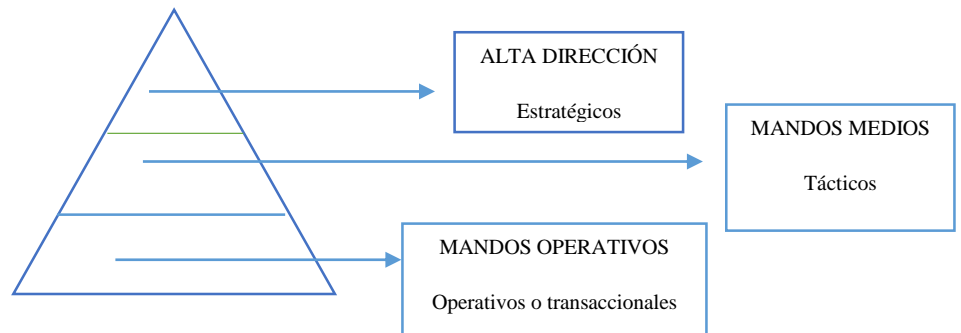 ALTA DIRECCIÓN
Estratégicos
MANDOS MEDIOS
Tácticos
MANDOS OPERATIVOS
Operativos o transaccionales